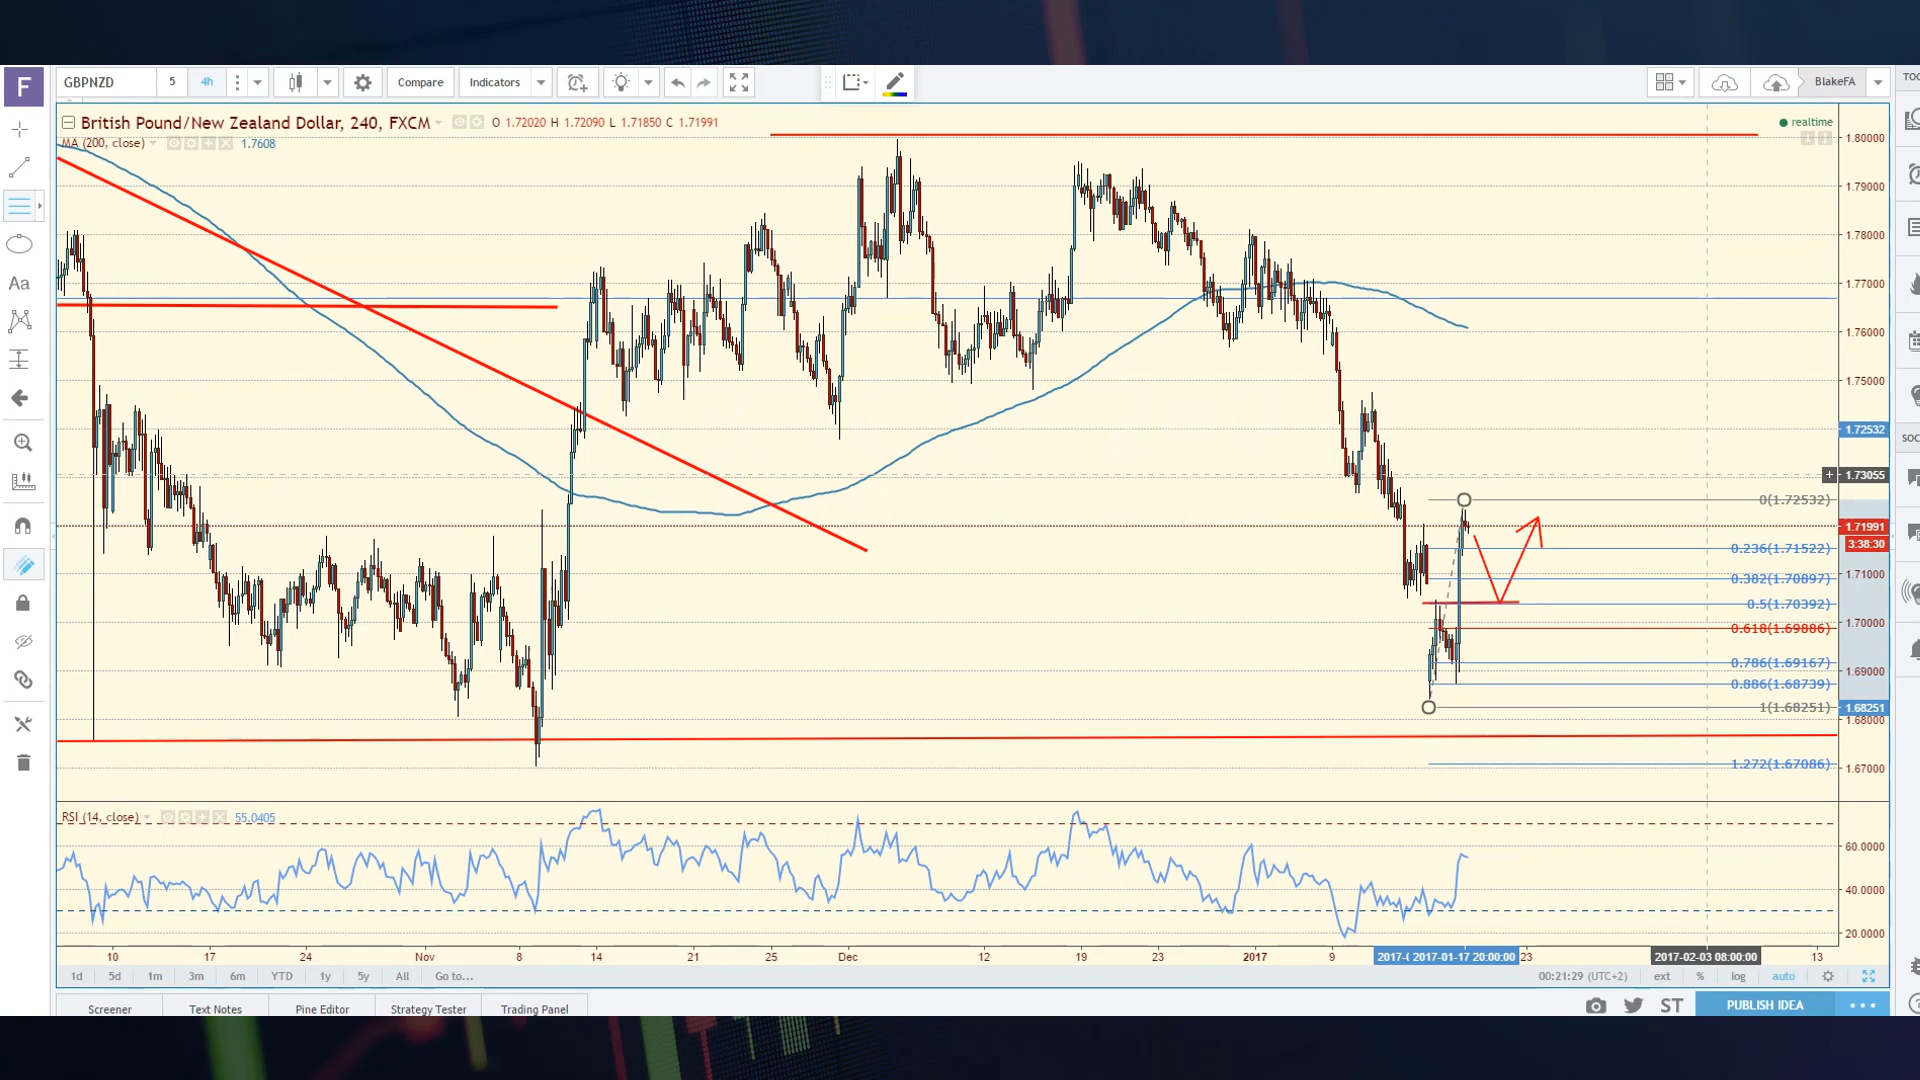 F
GBPNZD 5 4h Compare Indicators BlakeFA
British Pound/New Zealand Dollar, 240, FXCM O 1.72020 H 1.72090 L 1.71850 C 1.71991
realtime
MA (200, close) 1.7608
Aa
1.80000
1.79000
1.78000
1.77000
1.76000
1.75000
1.72532
1.73055
0(1.72532)
1.71991
3:38:30
0.236(1.71522)
1.71000
0.382(1.70897)
0.5(1.70392)
1.70000
0.618(1.69886)
0.786(1.69167)
1.69000
0.886(1.68739)
1(1.68251)
1.68251
1.68000
1.272(1.67086)
1.67000
RSI (14, close) 55.0405
60.0000
40.0000
20.0000
10 17 24 Nov 8 14 21 25 Dec 12 19 23 2017 9 2017-( 2017-01-17 20:00:00 23 2017-02-03 08:00:00 13
1d 5d 1m 3m 6m YTD 1y 5y All Go to... 00:21:29 (UTC+2) ext % log auto
Screener Text Notes Pine Editor Strategy Tester Trading Panel ST PUBLISH IDEA